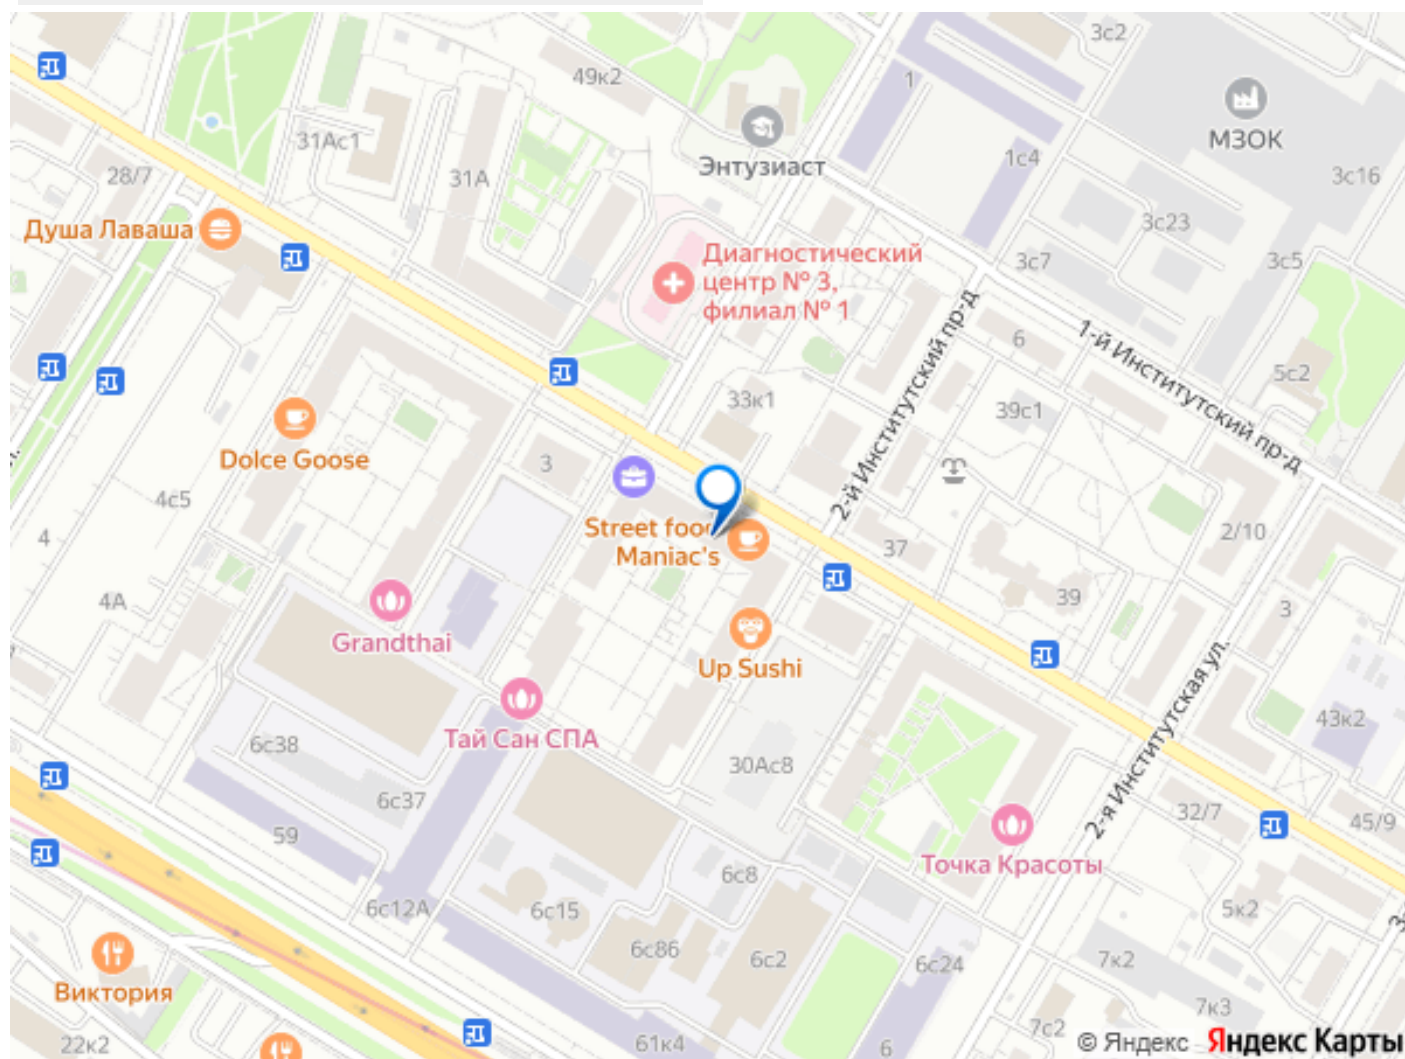 3с2
49к2
1
МЗОК
31Ас1
Энтузиаст
1с4
28/7
31А
3с16
3с23
Душа Лаваша
Диагностический
центр № 3,
филиал № 1
3с7
3с5
6
1-й Институтский пр-д
5с2
2-й Институтский пр-д
33к1
39с1
Dolce Goose
3
4с5
Street food
Maniac's
2/10
4
37
4А
39
3
Grandthai
Up Sushi
2-я Институтская ул.
43к2
Тай Сан СПА
6с38
30Ас8
6с37
32/7
45/9
59
Точка Красоты
6с8
6с12А
6с15
5к2
3-
6с86
6с2
6с24
7к2
Виктория
7к3
7с2
22к2
61к4
6
© Яндекс Яндекс Карты